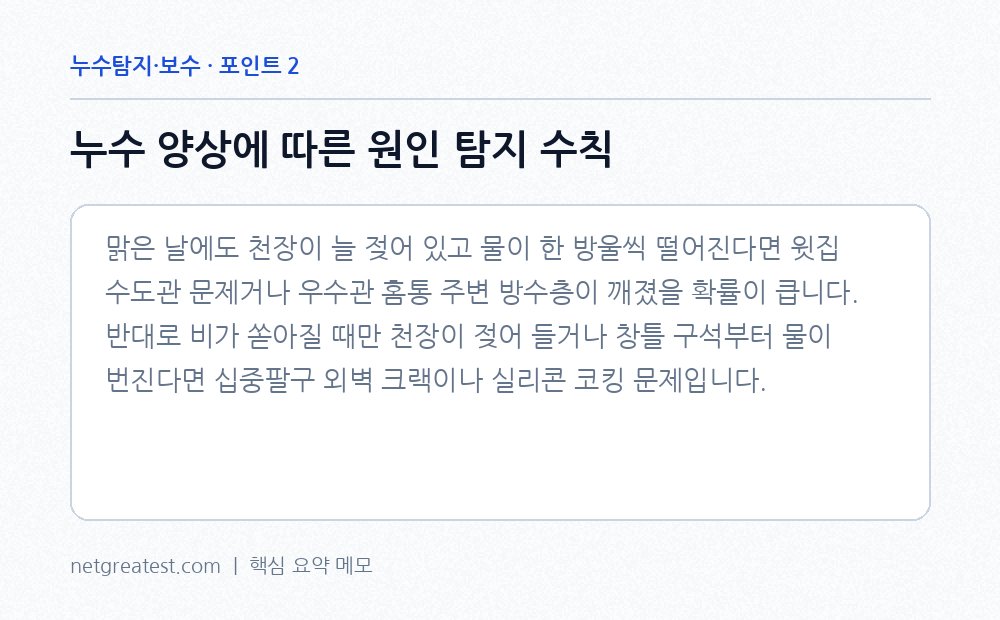 누수탐지·보수 · 포인트 2
누수 양상에 따른 원인 탐지 수칙
맑은 날에도 천장이 늘 젖어 있고 물이 한 방울씩 떨어진다면 윗집
수도관 문제거나 우수관 홈통 주변 방수층이 깨졌을 확률이 큽니다.
반대로 비가 쏟아질 때만 천장이 젖어 들거나 창틀 구석부터 물이
번진다면 십중팔구 외벽 크랙이나 실리콘 코킹 문제입니다.
netgreatest.com | 핵심 요약 메모